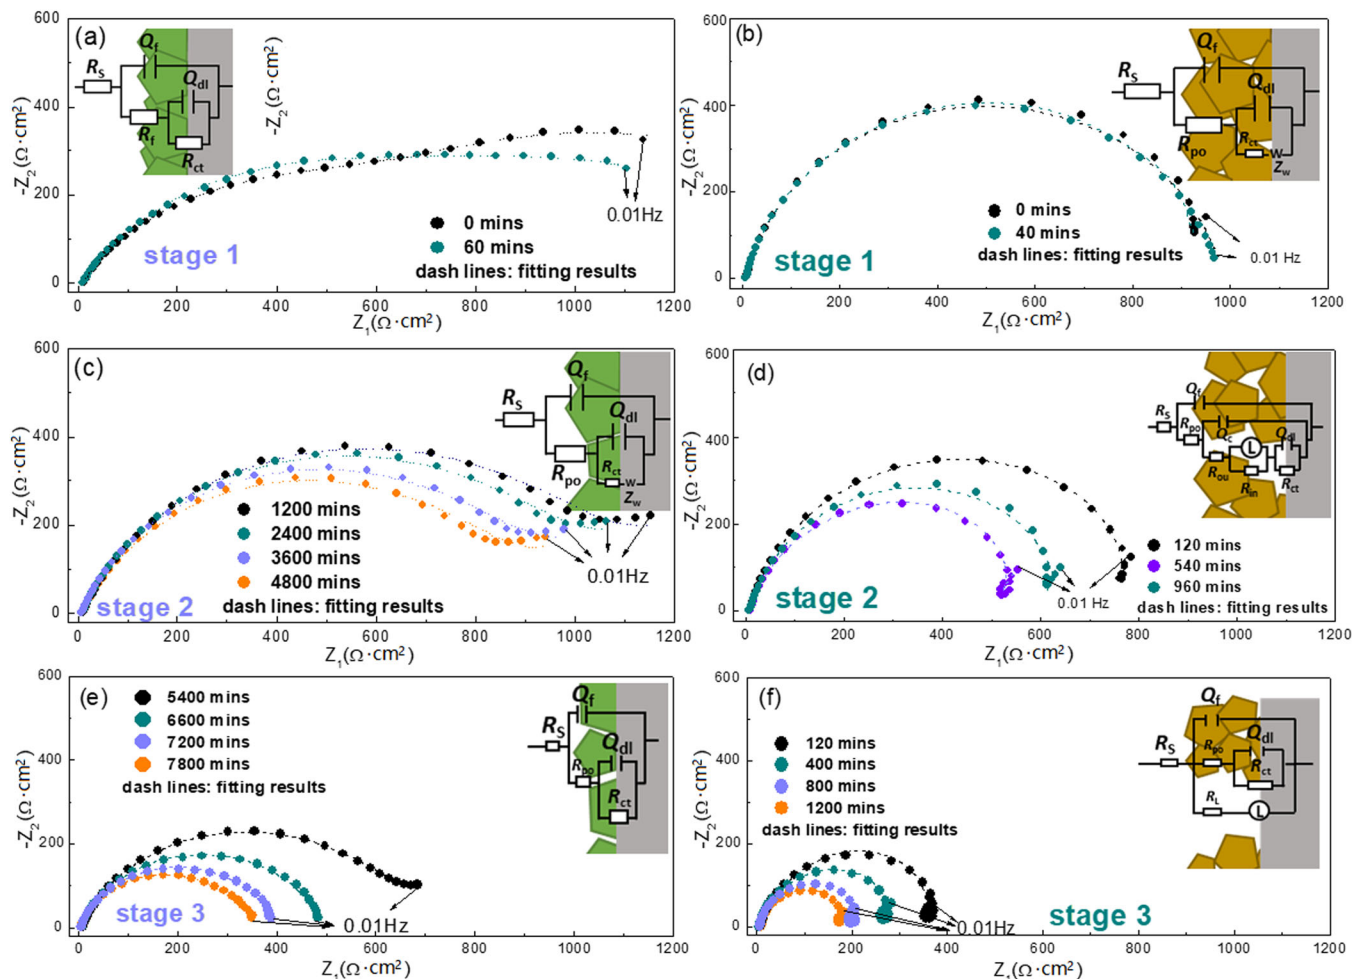 (a)
600
400
200
0
-Z2(Ω·cm²)
-Z2(Ω·cm²)
Qf
RS
Qdl
Rf
Rct
0.01Hz
0 mins
60 mins
dash lines: fitting results
stage 1
0 200 400 600 800 1000 1200
Z1(Ω·cm²)
(b)
600
400
200
0
-Z2(Ω·cm²)
Qf
RS
Qdl
Rpo
Rct
W
Zw
0 mins
40 mins
dash lines: fitting results
0.01 Hz
stage 1
0 200 400 600 800 1000 1200
Z1(Ω·cm²)
(c)
600
400
200
0
-Z2(Ω·cm²)
Qf
RS
Qdl
Rpo
Rct
W
Zw
1200 mins
2400 mins
3600 mins
4800 mins
dash lines: fitting results
0.01Hz
stage 2
0 200 400 600 800 1000 1200
Z1(Ω·cm²)
(d)
600
400
200
0
-Z2(Ω·cm²)
Qf
RS
Rpo
Qc
L
Qdl
Rou
Rin
Rct
120 mins
540 mins
960 mins
dash lines: fitting results
0.01 Hz
stage 2
0 200 400 600 800 1000 1200
Z1(Ω·cm²)
(e)
600
400
200
0
-Z2(Ω·cm²)
5400 mins
6600 mins
7200 mins
7800 mins
dash lines: fitting results
Qf
RS
Qdl
Rpo
Rct
0.01Hz
stage 3
0 200 400 600 800 1000 1200
Z1(Ω·cm²)
(f)
600
400
200
0
-Z2(Ω·cm²)
Qf
RS
Rpo
Qdl
Rct
RL
L
120 mins
400 mins
800 mins
1200 mins
dash lines: fitting results
0.01Hz
stage 3
0 200 400 600 800 1000 1200
Z1(Ω·cm²)